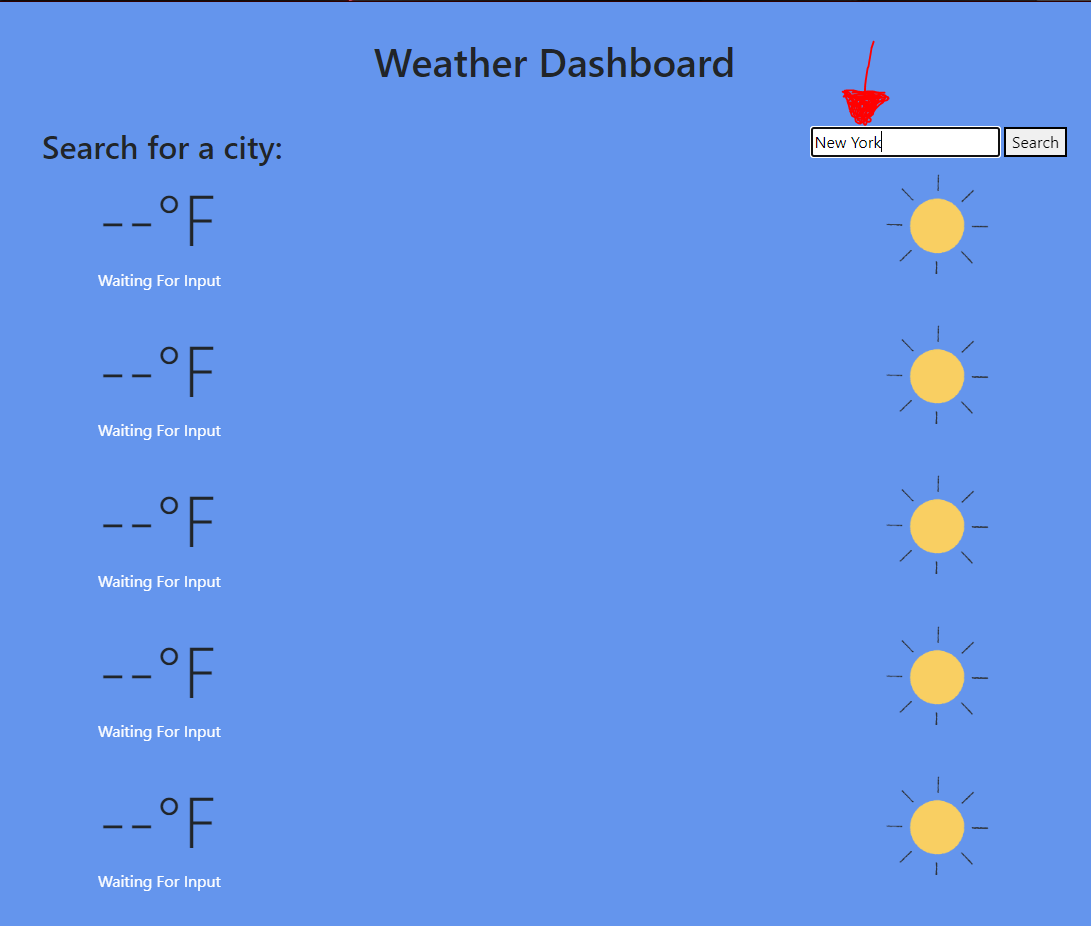 Weather Dashboard
Search for a city:
New York
Search
--°F
Waiting For Input
--°F
Waiting For Input
--°F
Waiting For Input
--°F
Waiting For Input
--°F
Waiting For Input